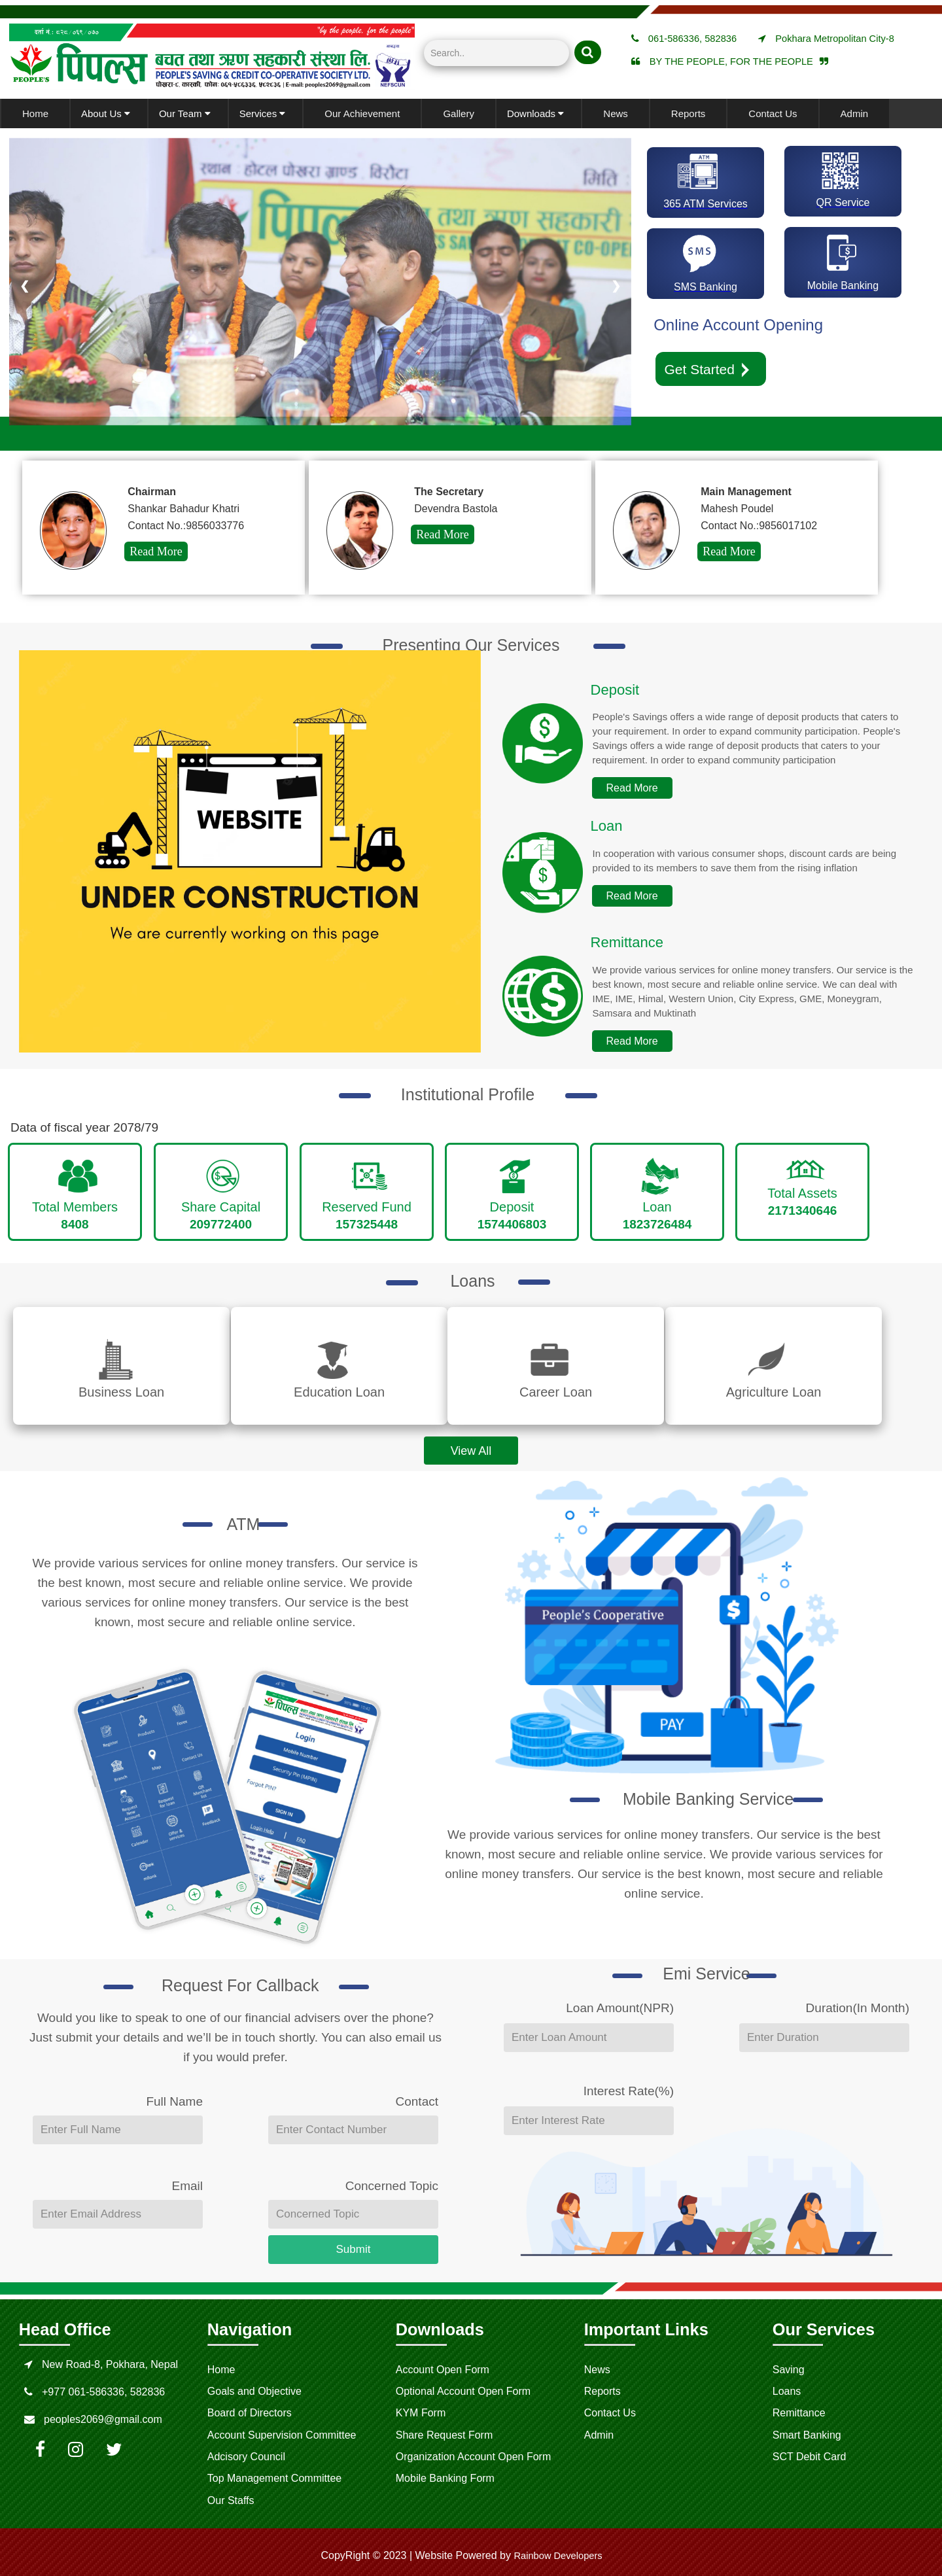 दर्ता नं.: ०२८ / ०६९ / ०७०
"by the people, for the people"
पिपल्स
बचत तथा ऋण सहकारी संस्था लि.
PEOPLE'S SAVING & CREDIT CO-OPERATIVE SOCIETY LTD.
PEOPLE'S
NEFSCUN
Search..
061-586336, 582836
Pokhara Metropolitan City-8
BY THE PEOPLE, FOR THE PEOPLE
Home
About Us
Our Team
Services
Our Achievement
Gallery
Downloads
News
Reports
Contact Us
Admin
स्थान : होटल पोखरा ग्राण्ड, विरौटा
मिति
तथा ऋण सहकारी
365 ATM Services
QR Service
SMS
SMS Banking
Mobile Banking
Online Account Opening
Get Started
Chairman
Shankar Bahadur Khatri
Contact No.:9856033776
Read More
The Secretary
Devendra Bastola
Read More
Main Management
Mahesh Poudel
Contact No.:9856017102
Read More
Presenting Our Services
WEBSITE
UNDER CONSTRUCTION
We are currently working on this page
Deposit
People's Savings offers a wide range of deposit products that caters to
your requirement. In order to expand community participation. People's
Savings offers a wide range of deposit products that caters to your
requirement. In order to expand community participation
Read More
Loan
In cooperation with various consumer shops, discount cards are being
provided to its members to save them from the rising inflation
Read More
Remittance
We provide various services for online money transfers. Our service is the
best known, most secure and reliable online service. We can deal with
IME, IME, Himal, Western Union, City Express, GME, Moneygram,
Samsara and Muktinath
Read More
Institutional Profile
Data of fiscal year 2078/79
Total Members
8408
Share Capital
209772400
Reserved Fund
157325448
Deposit
1574406803
Loan
1823726484
Total Assets
2171340646
Loans
Business Loan
Education Loan
Career Loan
Agriculture Loan
View All
ATM
We provide various services for online money transfers. Our service is
the best known, most secure and reliable online service. We provide
various services for online money transfers. Our service is the best
known, most secure and reliable online service.
Register
Products
News
Branch
Map
Contact Us
Calendar
Feedback
पिपल्स
Login
Mobile Number
Security Pin (MPIN)
Forgot PIN?
SIGN IN
Login Help
FAQ
People's Cooperative
$
PAY
Mobile Banking Service
We provide various services for online money transfers. Our service is the best
known, most secure and reliable online service. We provide various services for
online money transfers. Our service is the best known, most secure and reliable
online service.
Request For Callback
Would you like to speak to one of our financial advisers over the phone?
Just submit your details and we'll be in touch shortly. You can also email us
if you would prefer.
Full Name
Contact
Enter Full Name
Enter Contact Number
Email
Concerned Topic
Enter Email Address
Concerned Topic
Submit
Emi Service
Loan Amount(NPR)
Duration(In Month)
Enter Loan Amount
Enter Duration
Interest Rate(%)
Enter Interest Rate
Head Office
New Road-8, Pokhara, Nepal
+977 061-586336, 582836
peoples2069@gmail.com
Navigation
Home
Goals and Objective
Board of Directors
Account Supervision Committee
Adcisory Council
Top Management Committee
Our Staffs
Downloads
Account Open Form
Optional Account Open Form
KYM Form
Share Request Form
Organization Account Open Form
Mobile Banking Form
Important Links
News
Reports
Contact Us
Admin
Our Services
Saving
Loans
Remittance
Smart Banking
SCT Debit Card
CopyRight © 2023 | Website Powered by Rainbow Developers